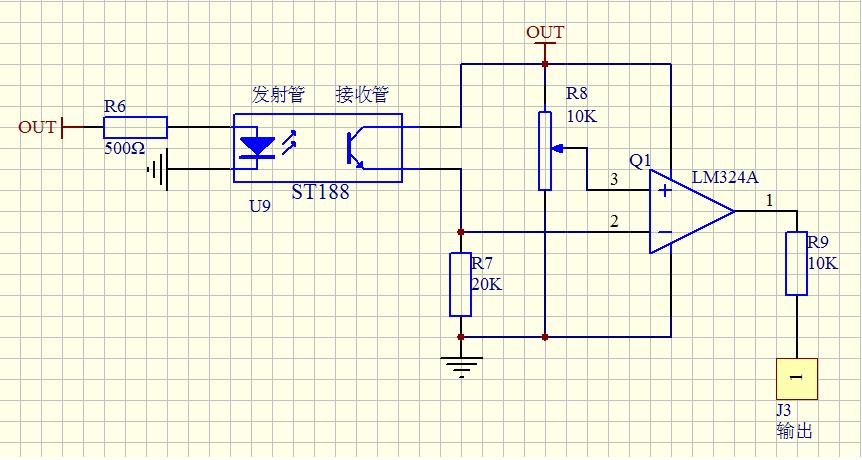 OUT
发射管 接收管
R8
10K
R6
OUT
500Ω
Q1
LM324A
3
ST188
U9
1
2
R9
10K
R7
20K
1
J3
输出